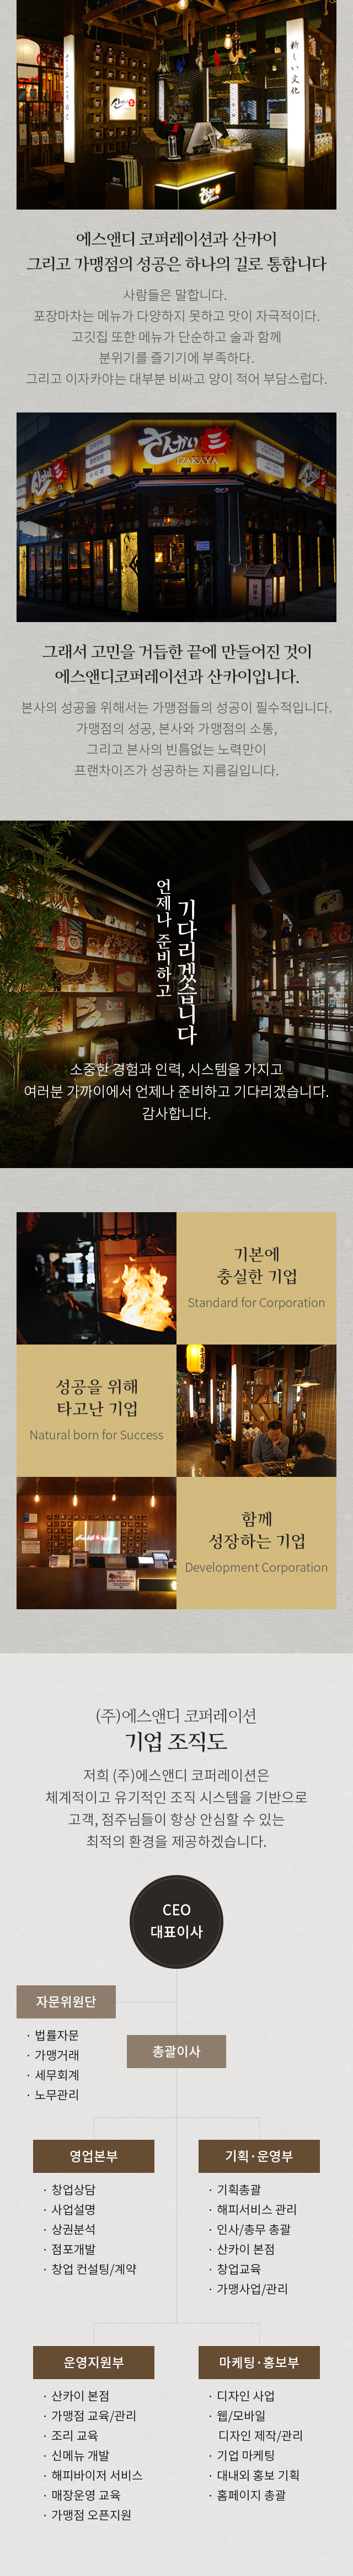 산카이
新しい文化
에스앤디 코퍼레이션과 산카이
그리고 가맹점의 성공은 하나의 길로 통합니다
사람들은 말합니다.
포장마차는 메뉴가 다양하지 못하고 맛이 자극적이다.
고깃집 또한 메뉴가 단순하고 술과 함께
분위기를 즐기기에 부족하다.
그리고 이자카야는 대부분 비싸고 양이 적어 부담스럽다.
산카이 三
IZAKAYA
그래서 고민을 거듭한 끝에 만들어진 것이
에스앤디코퍼레이션과 산카이입니다.
본사의 성공을 위해서는 가맹점들의 성공이 필수적입니다.
가맹점의 성공, 본사와 가맹점의 소통,
그리고 본사의 빈틈없는 노력만이
프랜차이즈가 성공하는 지름길입니다.
언제나 준비하고
기다리겠습니다
소중한 경험과 인력, 시스템을 가지고
여러분 가까이에서 언제나 준비하고 기다리겠습니다.
감사합니다.
기본에
충실한 기업
Standard for Corporation
성공을 위해
타고난 기업
Natural born for Success
함께
성장하는 기업
Development Corporation
(주)에스앤디 코퍼레이션
기업 조직도
저희 (주)에스앤디 코퍼레이션은
체계적이고 유기적인 조직 시스템을 기반으로
고객, 점주님들이 항상 안심할 수 있는
최적의 환경을 제공하겠습니다.
CEO
대표이사
자문위원단
· 법률자문
· 가맹거래
· 세무회계
· 노무관리
총괄이사
영업본부
· 창업상담
· 사업설명
· 상권분석
· 점포개발
· 창업 컨설팅/계약
기획·운영부
· 기획총괄
· 해피서비스 관리
· 인사/총무 총괄
· 산카이 본점
· 창업교육
· 가맹사업/관리
운영지원부
· 산카이 본점
· 가맹점 교육/관리
· 조리 교육
· 신메뉴 개발
· 해피바이저 서비스
· 매장운영 교육
· 가맹점 오픈지원
마케팅·홍보부
· 디자인 사업
· 웹/모바일
디자인 제작/관리
· 기업 마케팅
· 대내외 홍보 기획
· 홈페이지 총괄